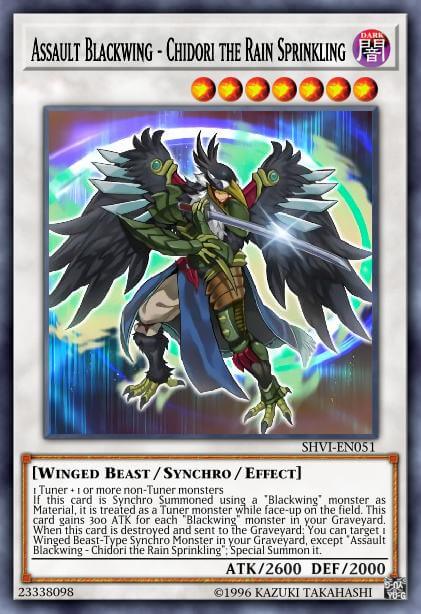 ASSAULT BLACKWING - CHIDORI THE RAIN SPRINKLING
DARK
闇
SHVI-EN051
[WINGED BEAST / SYNCHRO / EFFECT]
1 Tuner + 1 or more non-Tuner monsters
If this card is Synchro Summoned using a "Blackwing" monster as
Material, it is treated as a Tuner monster while face-up on the field. This
card gains 300 ATK for each "Blackwing" monster in your Graveyard.
When this card is destroyed and sent to the Graveyard: You can target 1
Winged Beast-Type Synchro Monster in your Graveyard, except "Assault
Blackwing - Chidori the Rain Sprinkling"; Special Summon it.
ATK/2600 DEF/2000
23338098
©1996 KAZUKI TAKAHASHI